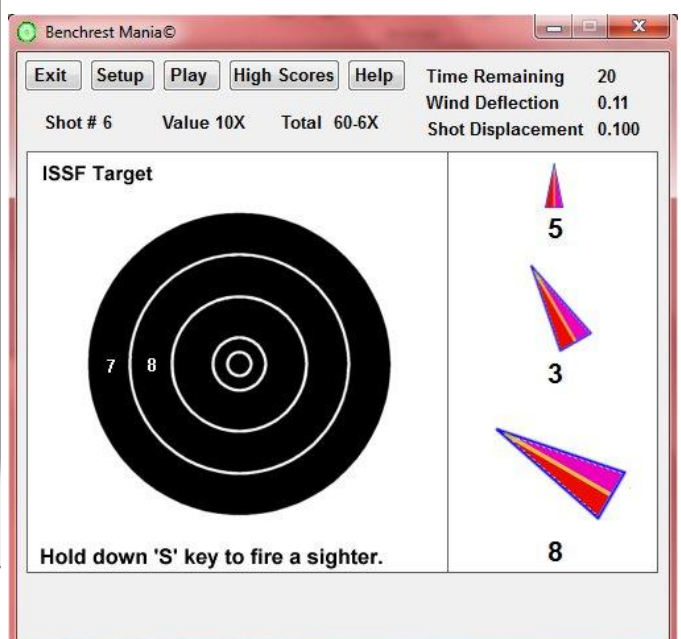 Benchrest Mania©
Exit Setup Play High Scores Help
Time Remaining 20
Wind Deflection 0.11
Shot Displacement 0.100
Shot # 6 Value 10X Total 60-6X
ISSF Target
5
3
8
7 8
Hold down 'S' key to fire a sighter.